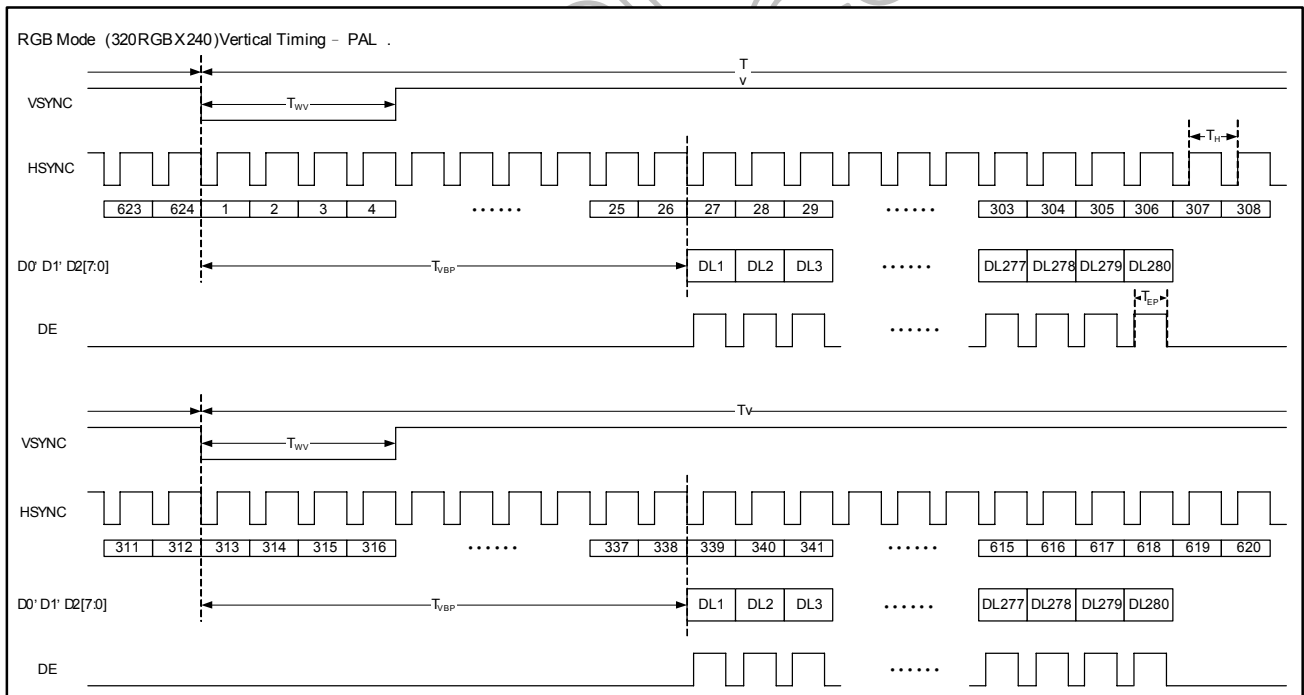 RGB Mode (320RGBX240)Vertical Timing – PAL .
T
v
VSYNC
TWV
TH
HSYNC
623 624 1 2 3 4 ...... 25 26 27 28 29 ...... 303 304 305 306 307 308
D0' D1' D2[7:0]
TVBP
DL1 DL2 DL3 ...... DL277 DL278 DL279 DL280
TEP
DE
......
Tv
VSYNC
TWV
HSYNC
311 312 313 314 315 316 ...... 337 338 339 340 341 ...... 615 616 617 618 619 620
D0' D1' D2[7:0]
TVBP
DL1 DL2 DL3 ...... DL277 DL278 DL279 DL280
DE
......